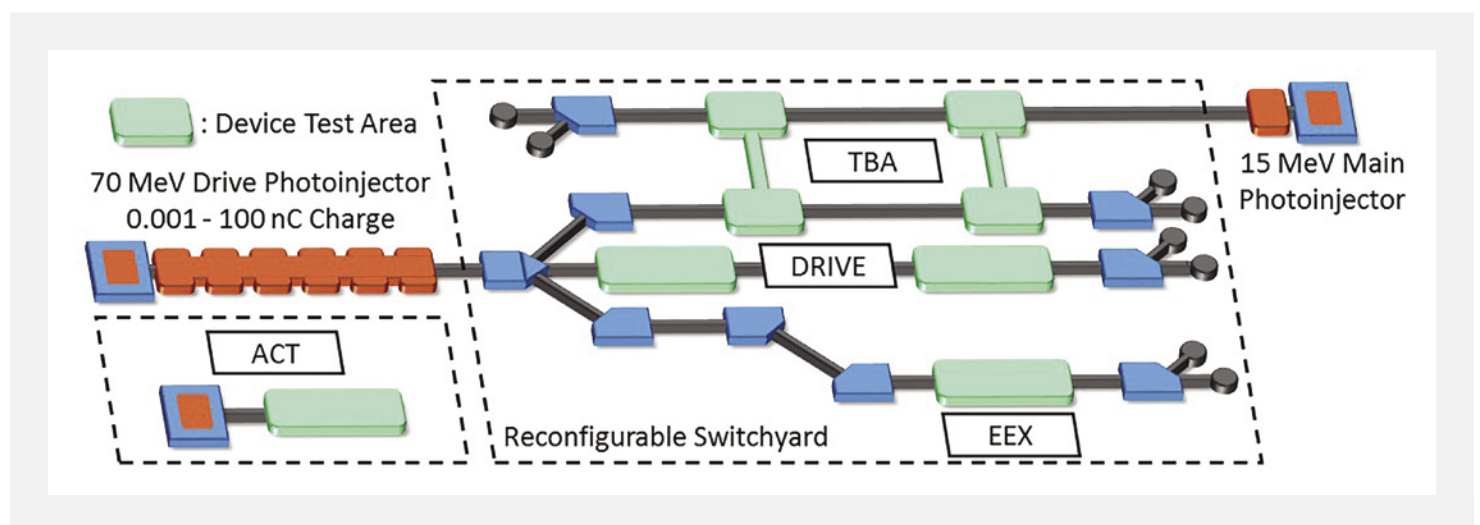 : Device Test Area
70 MeV Drive Photoinjector
0.001 - 100 nC Charge
TBA
15 MeV Main
Photoinjector
DRIVE
ACT
Reconfigurable Switchyard
EEX